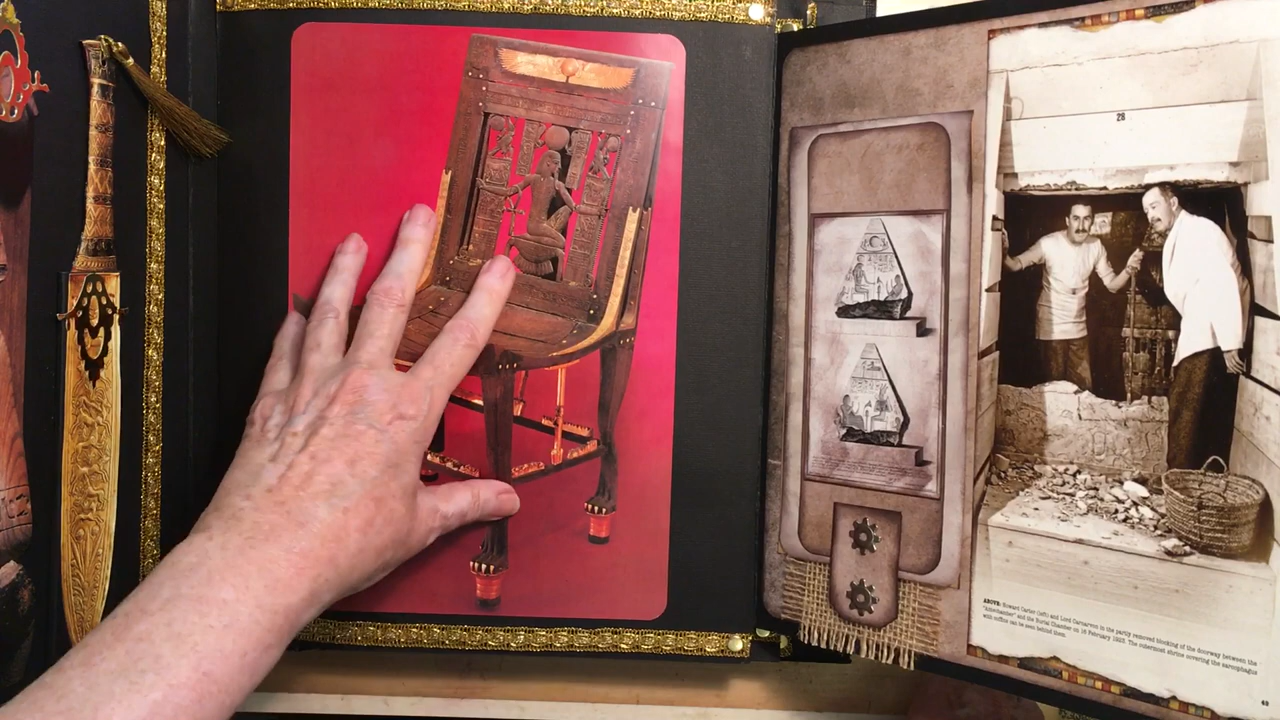 28
ABOVE: Howard Carter (left) and Lord Carnarvon in the partly removed blocking of the doorway between the
"Antechamber" and the Burial Chamber on 16 February 1923. The outermost shrine covering the sarcophagus
with coffins can be seen behind them.